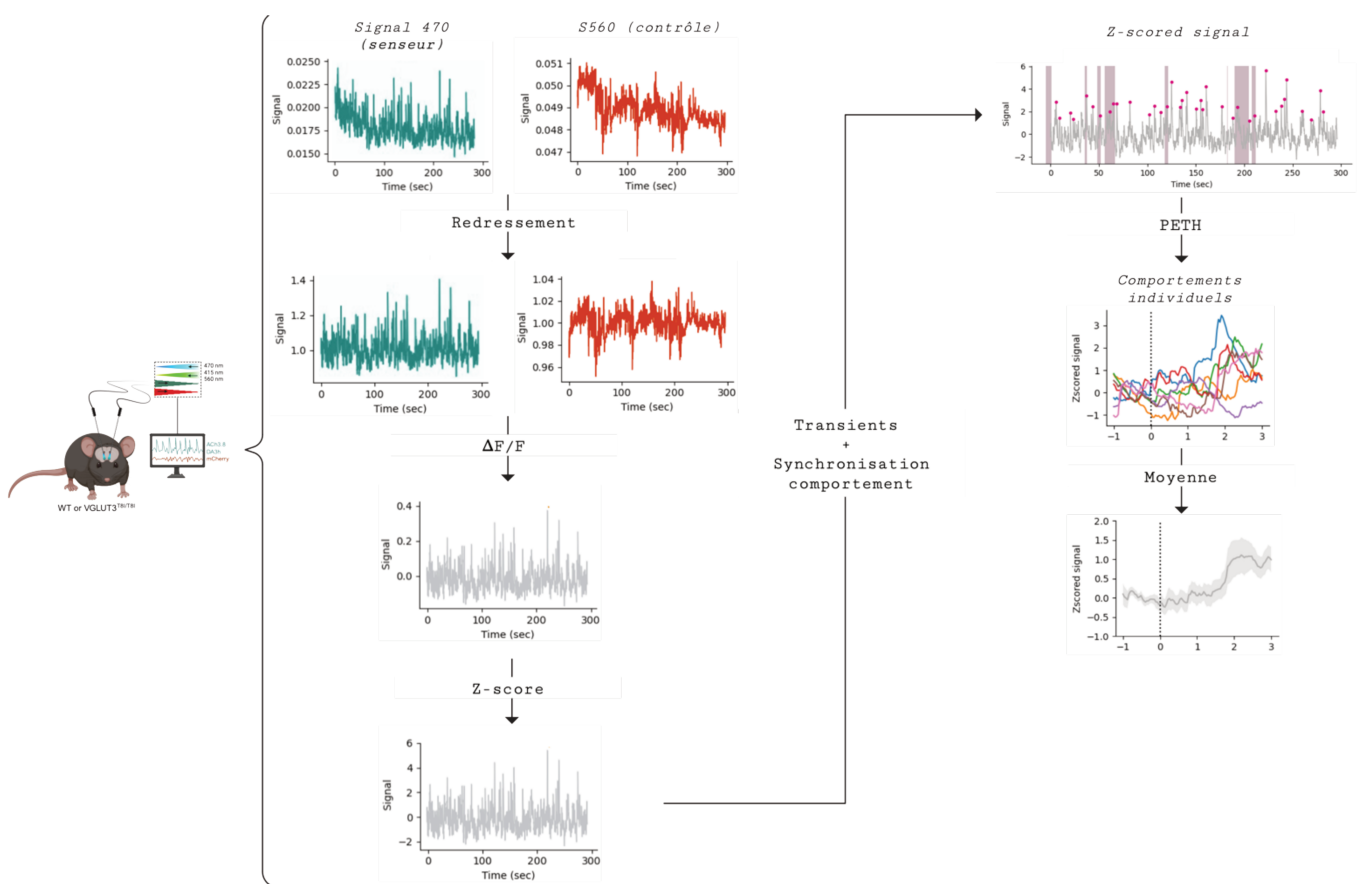 470 nm
415 nm
560 nm
ACh3.8
DA3h
mCherry
WT or VGLUT3TBI/TBI
Signal 470
(senseur)
Signal
0.0250
0.0225
0.0200
0.0175
0.0150
0 100 200 300
Time (sec)
S560 (contrôle)
Signal
0.051
0.050
0.049
0.048
0.047
0 100 200 300
Time (sec)
Redressement
Signal
1.4
1.2
1.0
0 100 200 300
Time (sec)
Signal
1.04
1.02
1.00
0.98
0.96
0 100 200 300
Time (sec)
ΔF/F
Signal
0.4
0.2
0.0
0 100 200 300
Time (sec)
Z-score
Signal
6
4
2
0
−2
0 100 200 300
Time (sec)
Transients
+
Synchronisation
comportement
Z-scored signal
Signal
6
4
2
0
−2
0 50 100 150 200 250 300
Time (sec)
PETH
Comportements
individuels
Zscored signal
3
2
1
0
−1
−1 0 1 2 3
Moyenne
Zscored signal
2.0
1.5
1.0
0.5
0.0
−0.5
−1.0
−1 0 1 2 3